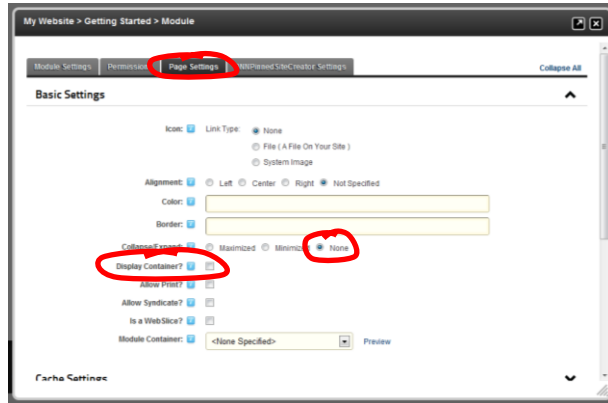 My Website > Getting Started > Module
Module Settings Permissions Page Settings DNNPinnedSiteCreator Settings Collapse All
Basic Settings
Icon: Link Type: None
File ( A File On Your Site )
System Image
Alignment: Left Center Right Not Specified
Color:
Border:
Collapse/Expand: Maximized Minimized None
Display Container?
Allow Print?
Allow Syndicate?
Is a WebSlice?
Module Container: <None Specified> Preview
Cache Settings